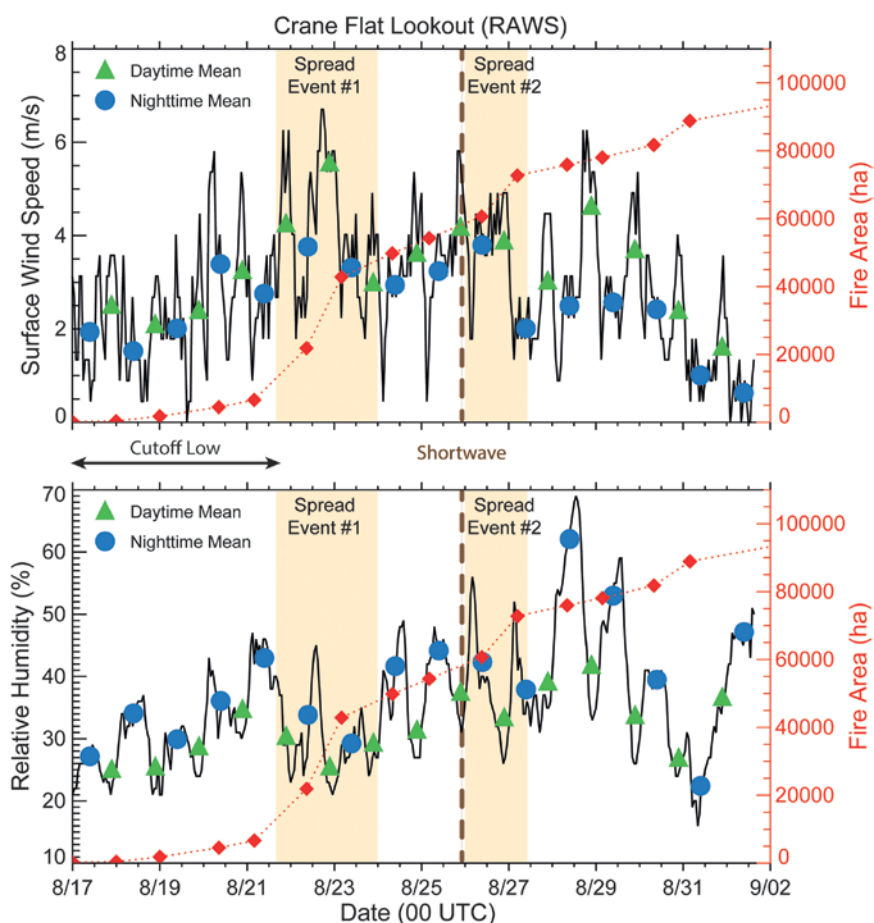 Crane Flat Lookout (RAWS)
Surface Wind Speed (m/s)
8
6
4
2
0
Daytime Mean
Nighttime Mean
Spread
Event #1
Spread
Event #2
100000
80000
60000
40000
20000
0
Fire Area (ha)
Cutoff Low
Shortwave
Relative Humidity (%)
70
60
50
40
30
20
10
Daytime Mean
Nighttime Mean
Spread
Event #1
Spread
Event #2
100000
80000
60000
40000
20000
0
Fire Area (ha)
8/17 8/19 8/21 8/23 8/25 8/27 8/29 8/31 9/02
Date (00 UTC)